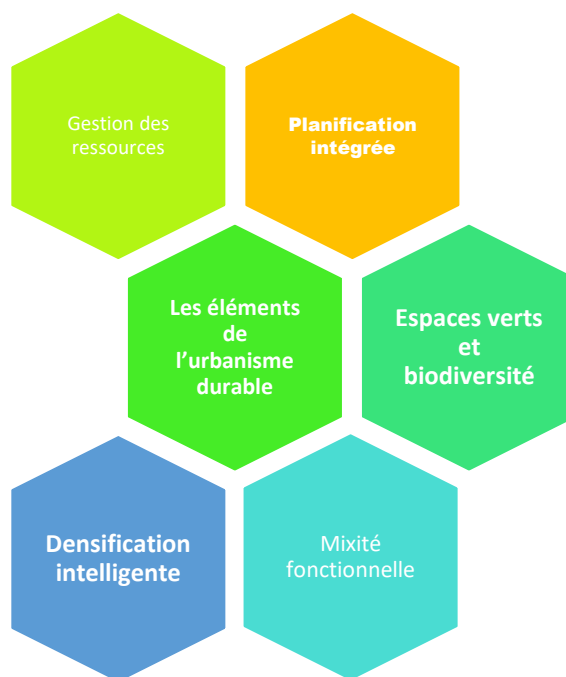 Gestion des
ressources
Planification
intégrée
Les éléments
de
l’urbanisme
durable
Espaces verts
et
biodiversité
Densification
intelligente
Mixité
fonctionnelle